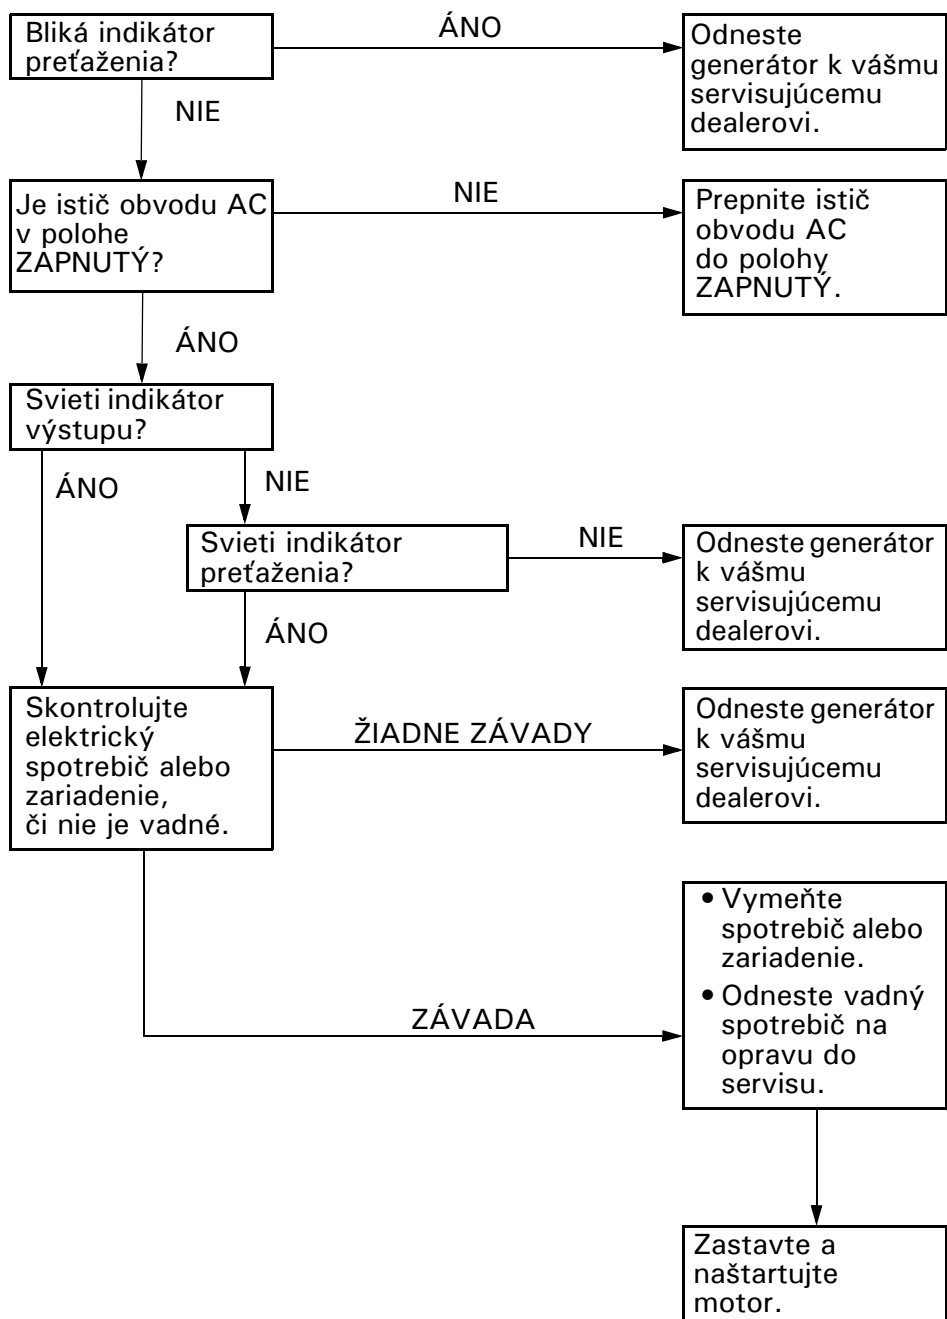 Bliká indikátor
preťaženia?
ÁNO
Odneste
generátor k vášmu
servisujúcemu
dealerovi.
NIE
Je istič obvodu AC
v polohe
ZAPNUTÝ?
NIE
Prepnite istič
obvodu AC
do polohy
ZAPNUTÝ.
ÁNO
Svieti indikátor
výstupu?
ÁNO
NIE
Svieti indikátor
preťaženia?
NIE
Odneste generátor
k vášmu
servisujúcemu
dealerovi.
ÁNO
Skontrolujte
elektrický
spotrebič alebo
zariadenie,
či nie je vadné.
ŽIADNE ZÁVADY
Odneste generátor
k vášmu
servisujúcemu
dealerovi.
ZÁVADA
• Vymeňte
spotrebič alebo
zariadenie.
• Odneste vadný
spotrebič na
opravu do
servisu.
Zastavte a
naštartujte
motor.